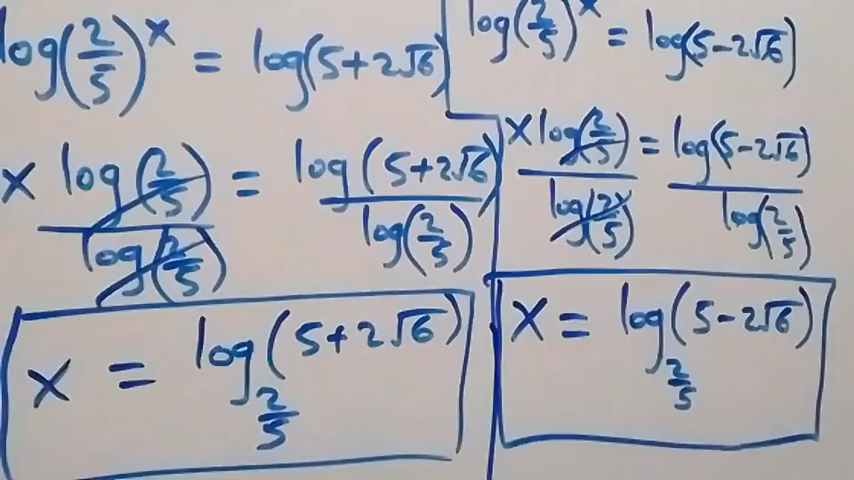 log(2/5)^x = log(5+2√6)
x log(2/5) / log(2/5) = log(5+2√6) / log(2/5)
x = log_{2/5}(5+2√6)
log(2/5)^x = log(5-2√6)
x log(2/5) / log(2/5) = log(5-2√6) / log(2/5)
x = log_{2/5}(5-2√6)